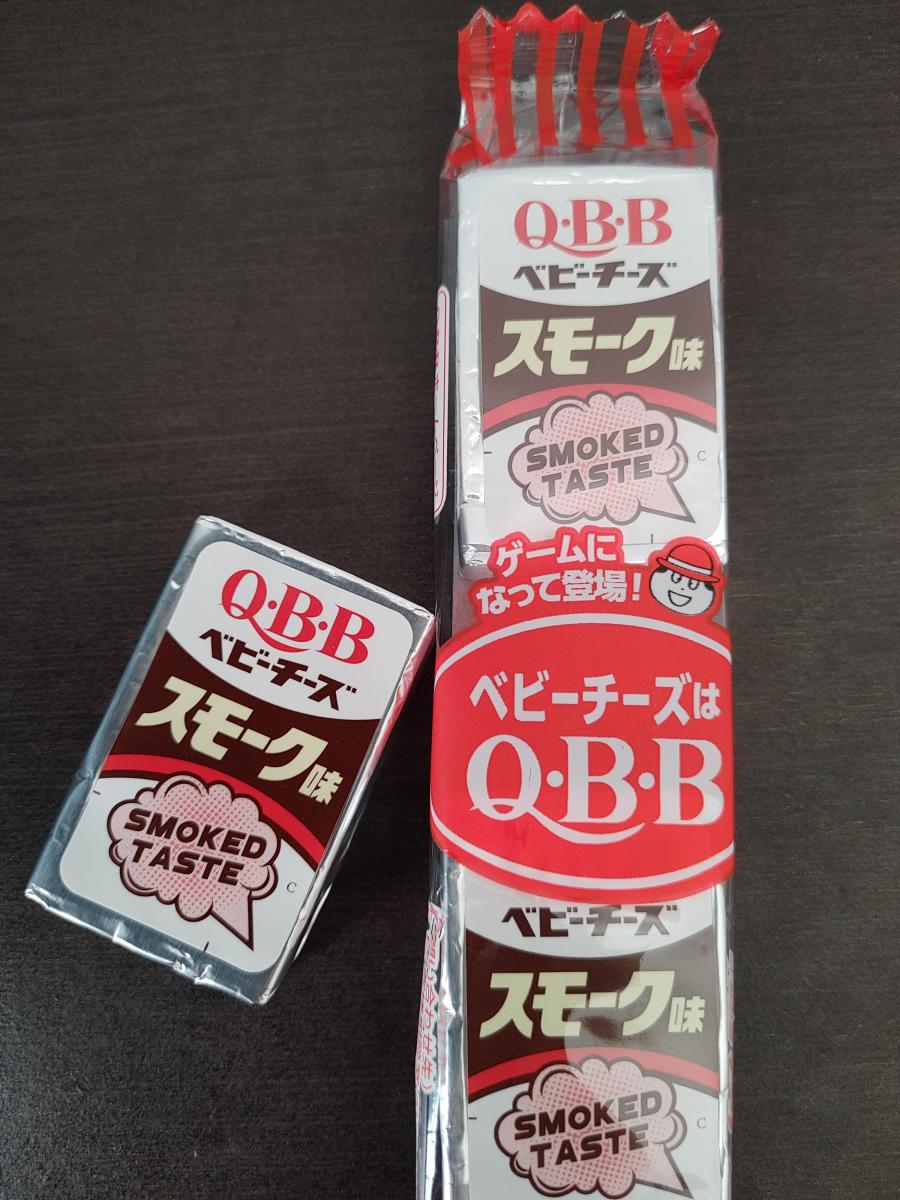 Q·B·B
ベビーチーズ
スモーク味
SMOKED
TASTE
C
Q·B·B
ベビーチーズ
スモーク味
SMOKED
TASTE
C
ゲームに
なって登場!
ベビーチーズは
Q·B·B
ベビーチーズ
スモーク味
SMOKED
TASTE
C